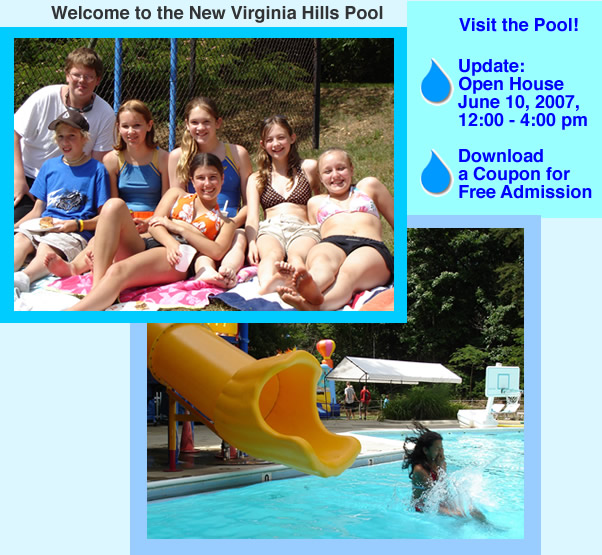 Welcome to the New Virginia Hills Pool
Visit the Pool!
Update:
Open House
June 10, 2007,
12:00 - 4:00 pm
Download
a Coupon for
Free Admission